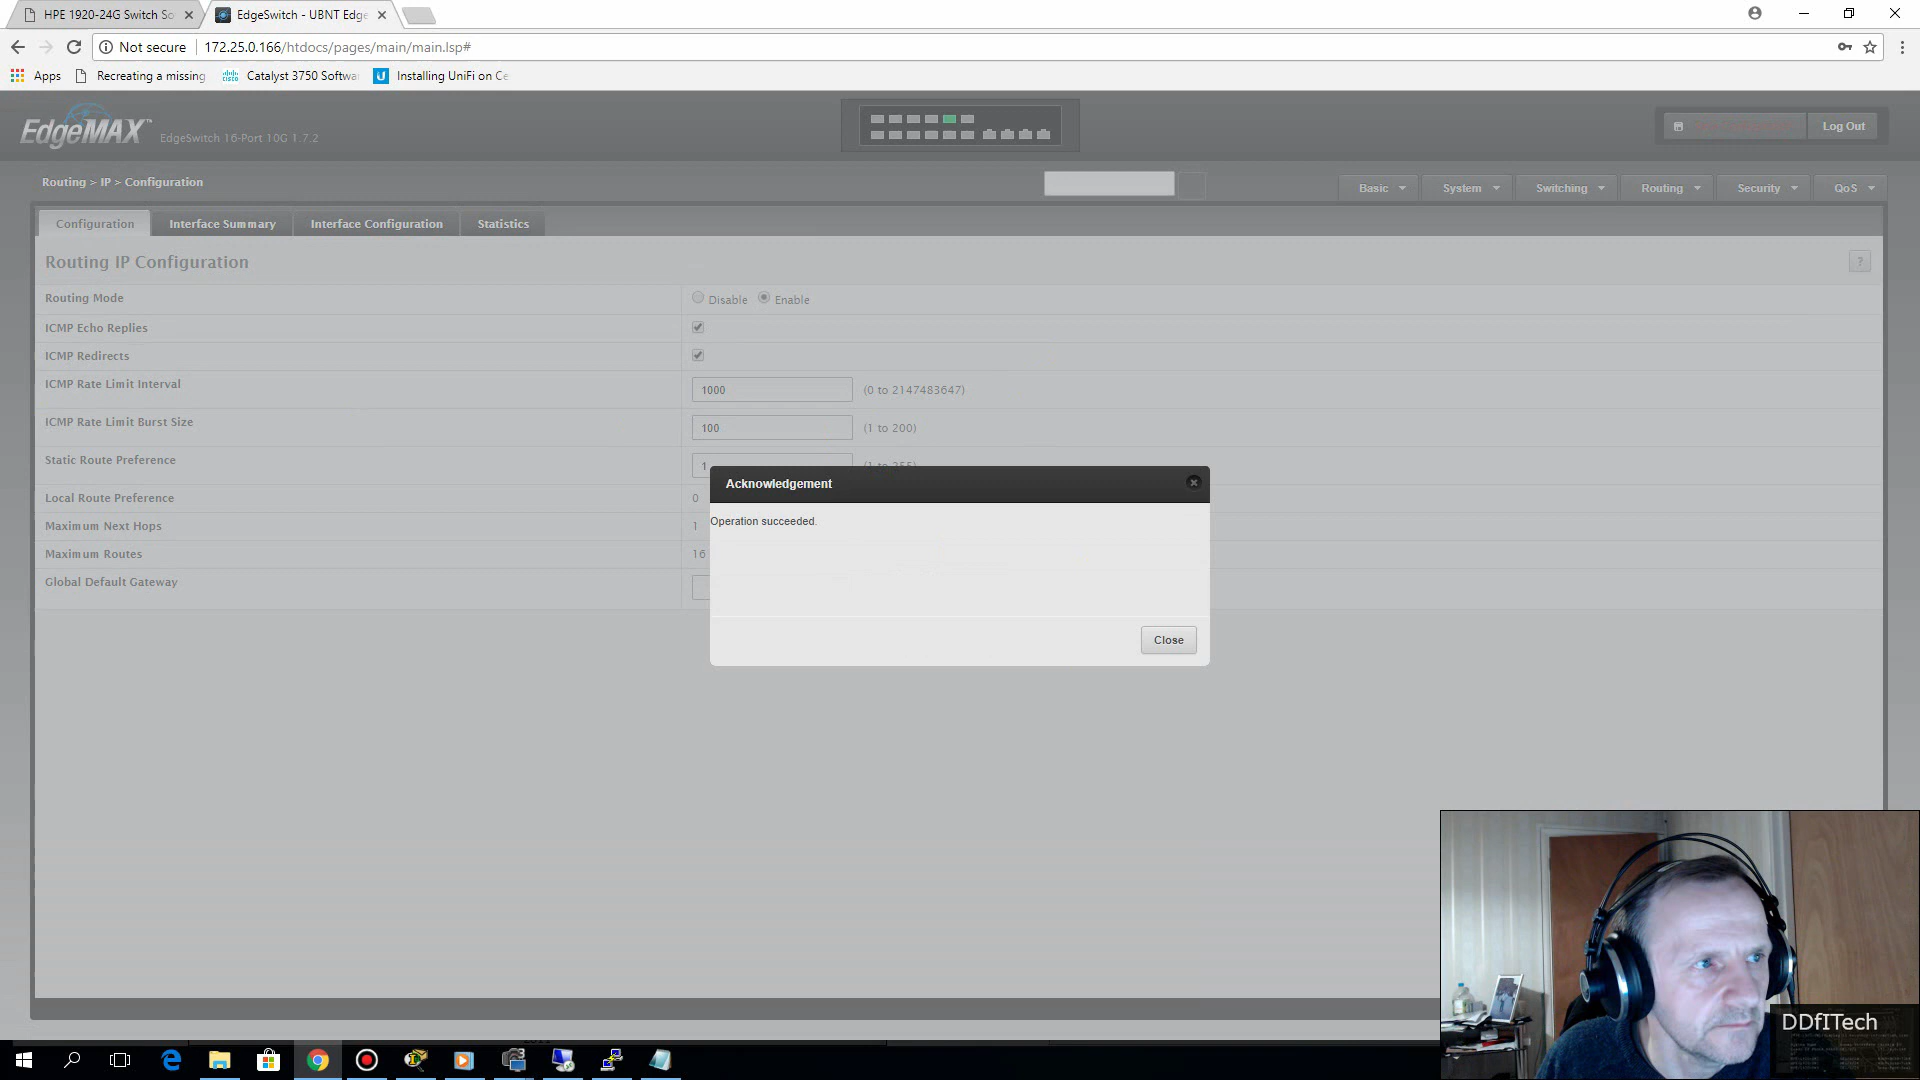 HPE 1920-24G Switch So
EdgeSwitch - UBNT Edge
Not secure
172.25.0.166/htdocs/pages/main/main.lsp#
Apps
Recreating a missing
Catalyst 3750 Softwa
Installing UniFi on Ce
EdgeMAX™
EdgeSwitch 16-Port 10G 1.7.2
Log Out
Routing > IP > Configuration
Basic
System
Switching
Routing
Security
QoS
Configuration
Interface Summary
Interface Configuration
Statistics
Routing IP Configuration
?
Routing Mode
Disable
Enable
ICMP Echo Replies
ICMP Redirects
ICMP Rate Limit Interval
1000
(0 to 2147483647)
ICMP Rate Limit Burst Size
100
(1 to 200)
Static Route Preference
1
(1 to 255)
Local Route Preference
0
Maximum Next Hops
1
Maximum Routes
16
Global Default Gateway
Acknowledgement
Operation succeeded.
Close
DDfITech